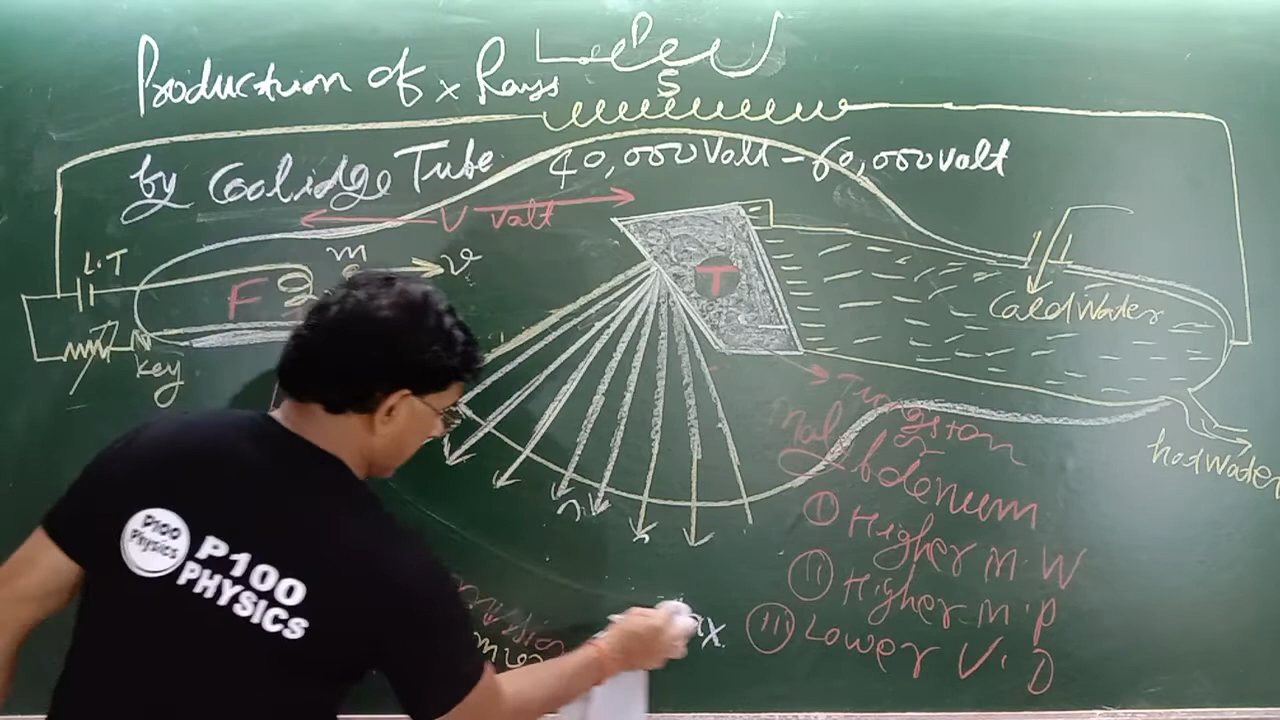 Production of x Rays
P
S
by Coolidge Tube 40,000 Volt - 60,000 Volt
V Volt
L.T
m
v
F
T
key
Cold Water
hot Water
Tungston
Malibdenum
(I) Higher M.W
(II) Higher M.P
(III) Lower V.D
P100
Physics
P100
PHYSICS